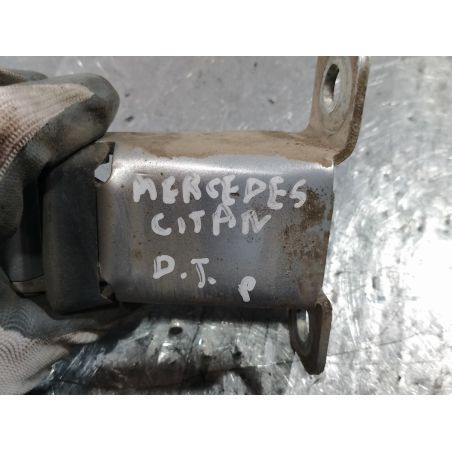 MERCEDES
CITAN
D.J. P